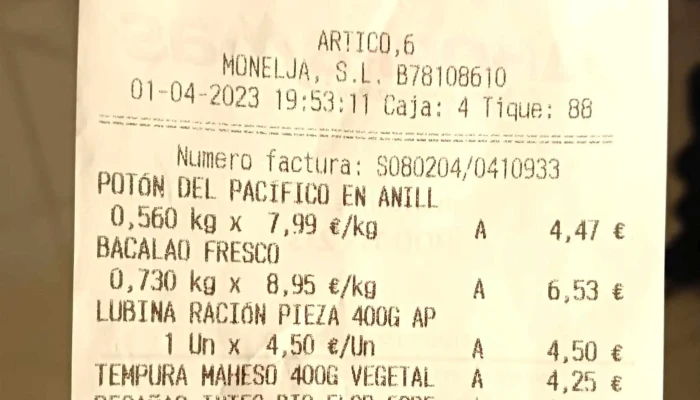 ARTICO,6
MONELJA, S.L. B78108610
01-04-2023 19:53:11 Caja: 4 Tique: 88
Numero factura: S080204/0410933
POTÓN DEL PACÍFICO EN ANILL
0,560 kg x 7,99 €/kg A 4,47 €
BACALAO FRESCO
0,730 kg x 8,95 €/kg A 6,53 €
LUBINA RACIÓN PIEZA 400G AP
1 Un x 4,50 €/Un A 4,50 €
TEMPURA MAHESO 400G VEGETAL A 4,25 €